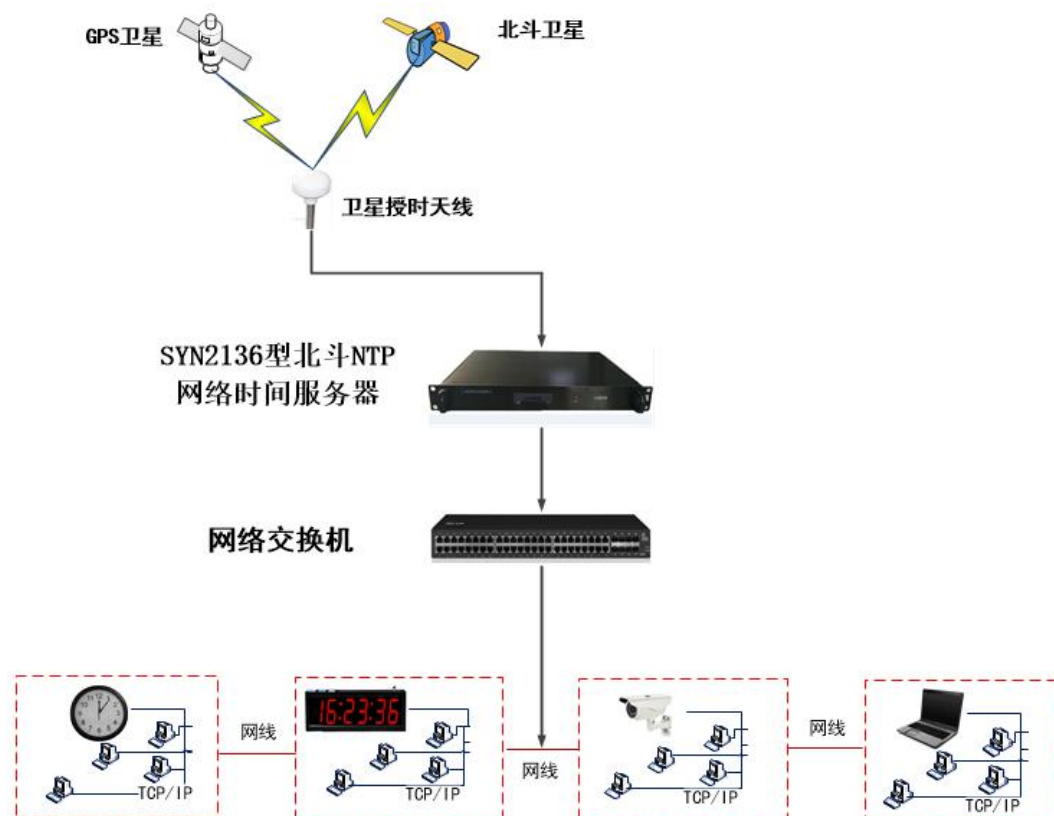 GPS卫星
北斗卫星
卫星授时天线
SYN2136型北斗NTP
网络时间服务器
网络交换机
16:23:36
网线
网线
网线
TCP/IP
TCP/IP
TCP/IP
TCP/IP